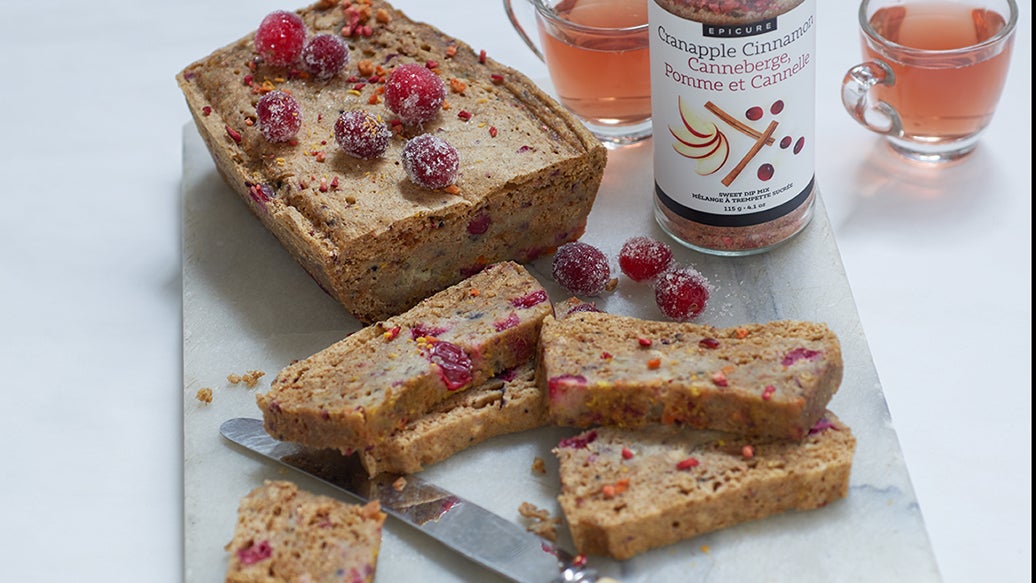 EPICURE
Cranapple Cinnamon
Canneberge,
Pomme et Cannelle
SWEET DIP MIX
MÉLANGE À TREMPETTE SUCRÉE
115 g • 4.1 oz